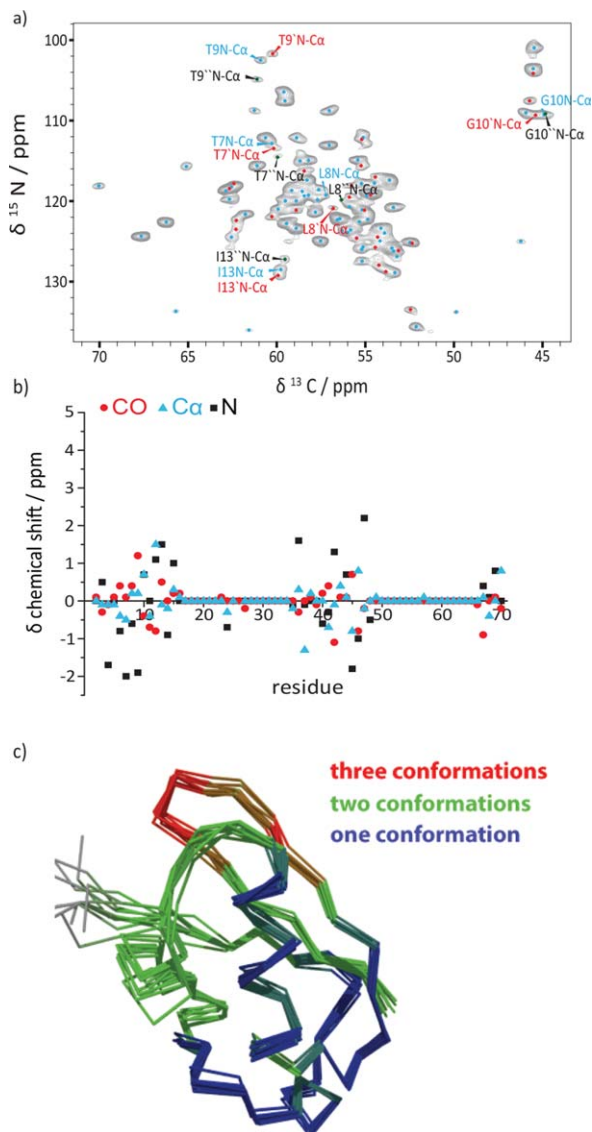 a)
100
110
120
130
δ ¹⁵N / ppm
T9`N-Cα
T9N-Cα
T9``N-Cα
G10N-Cα
G10`N-Cα
G10``N-Cα
T7N-Cα
T7`N-Cα
T7``N-Cα
L8N-Cα
L8``N-Cα
L8`N-Cα
I13``N-Cα
I13N-Cα
I13`N-Cα
70 65 60 55 50 45
δ ¹³C / ppm
b)
CO Cα N
5
4
3
2
1
0
-1
-2
δ chemical shift / ppm
10 20 30 40 50 60 70
residue
c)
three conformations
two conformations
one conformation